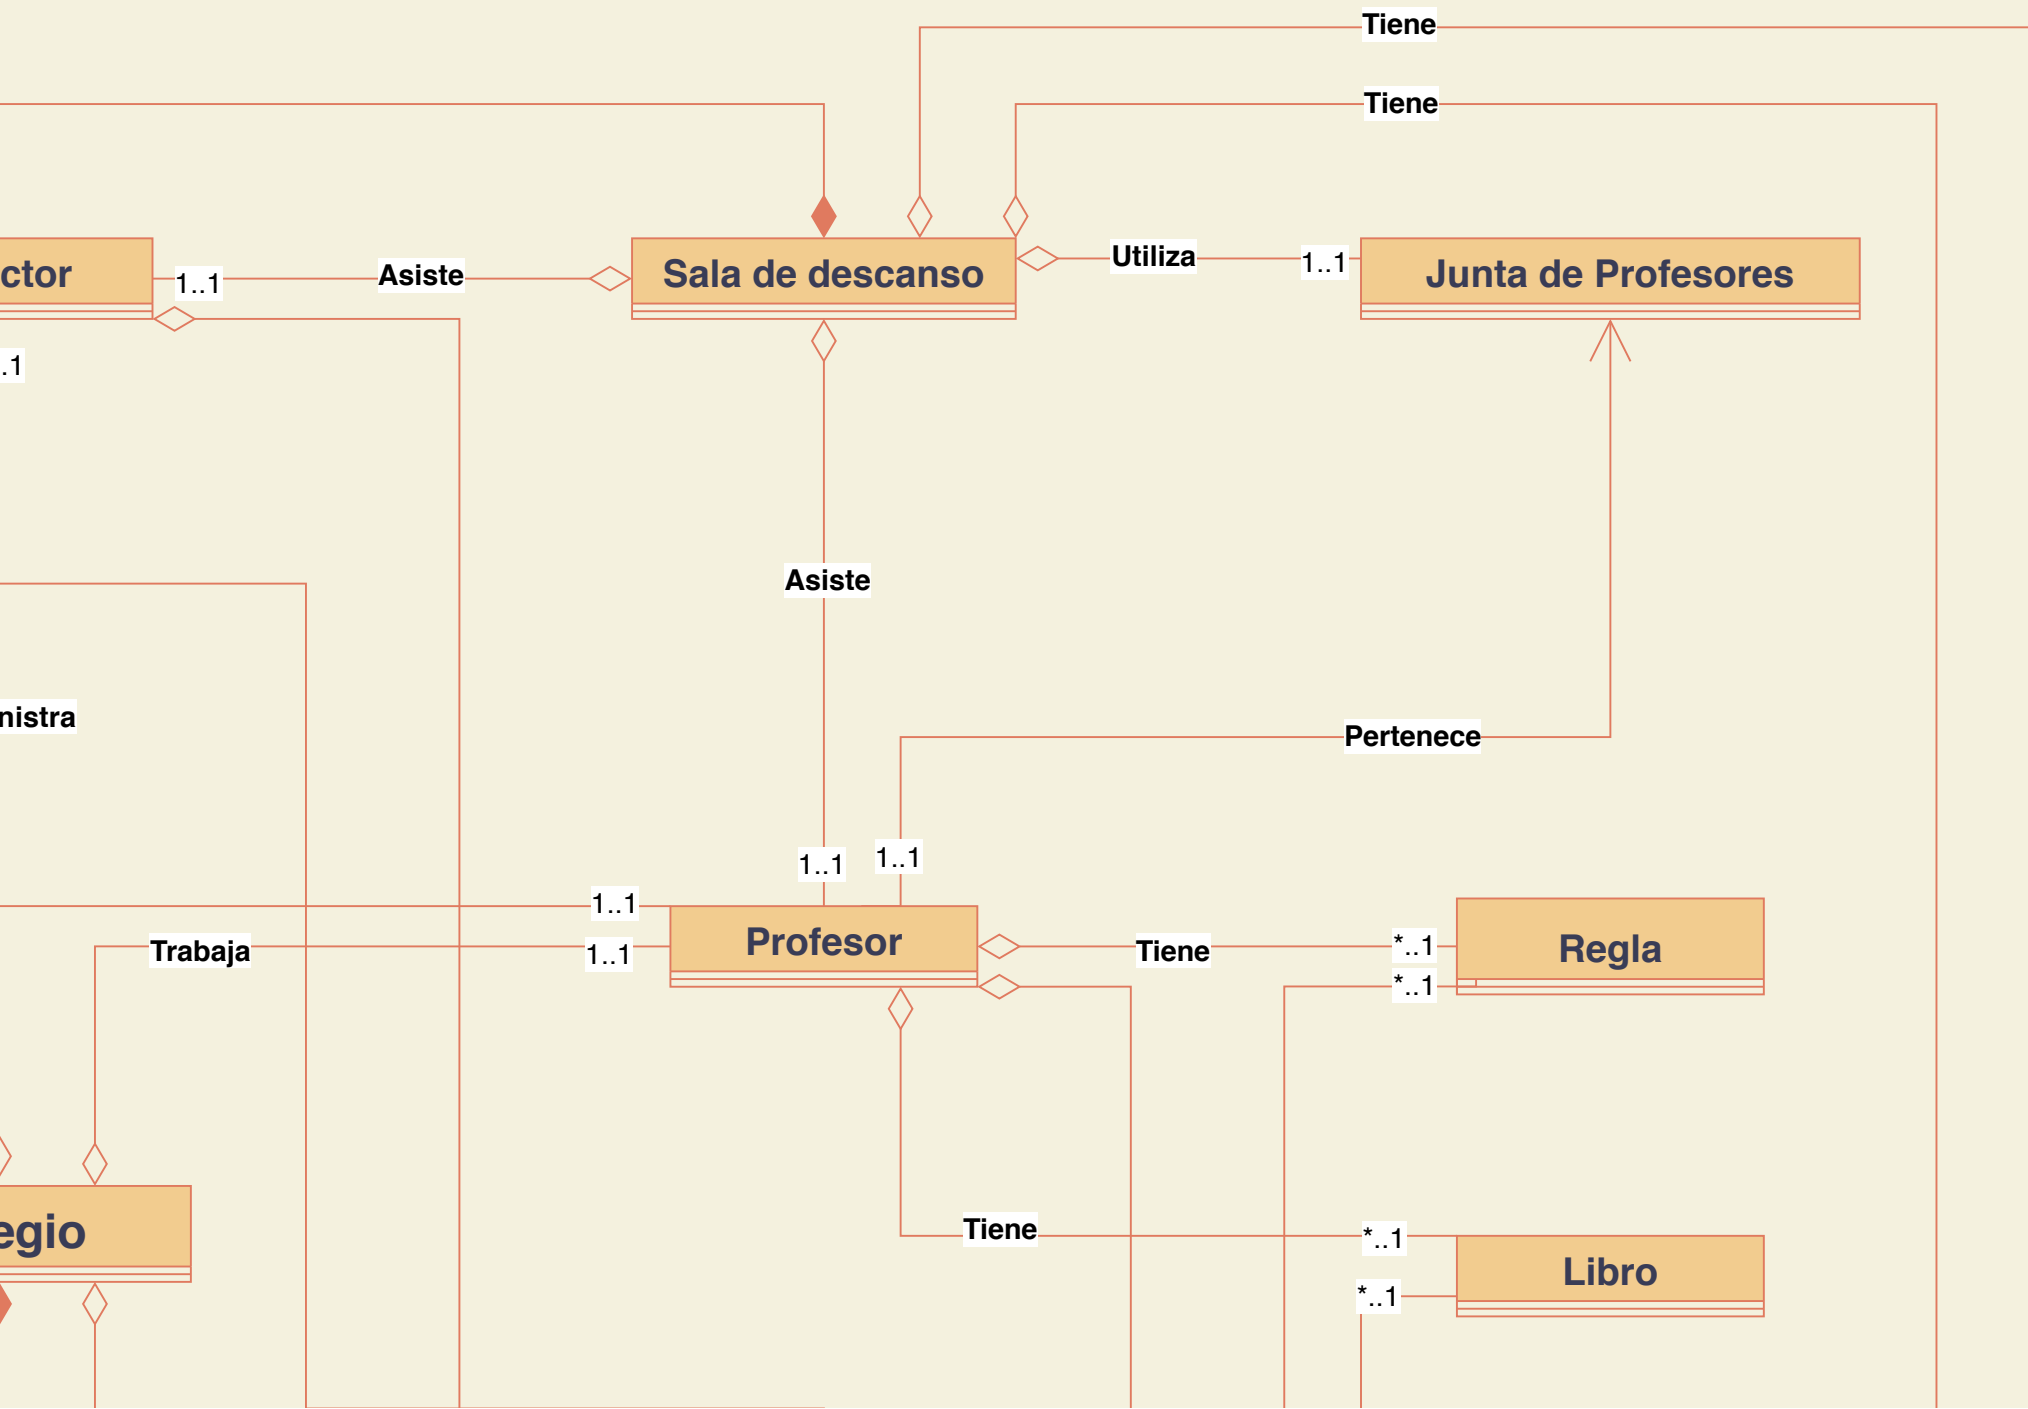 Tiene
Tiene
ctor
1..1
Asiste
Sala de descanso
Utiliza
1..1
Junta de Profesores
.1
Asiste
nistra
Pertenece
1..1
1..1
1..1
Trabaja
1..1
Profesor
Tiene
*..1
Regla
*..1
egio
Tiene
*..1
Libro
*..1